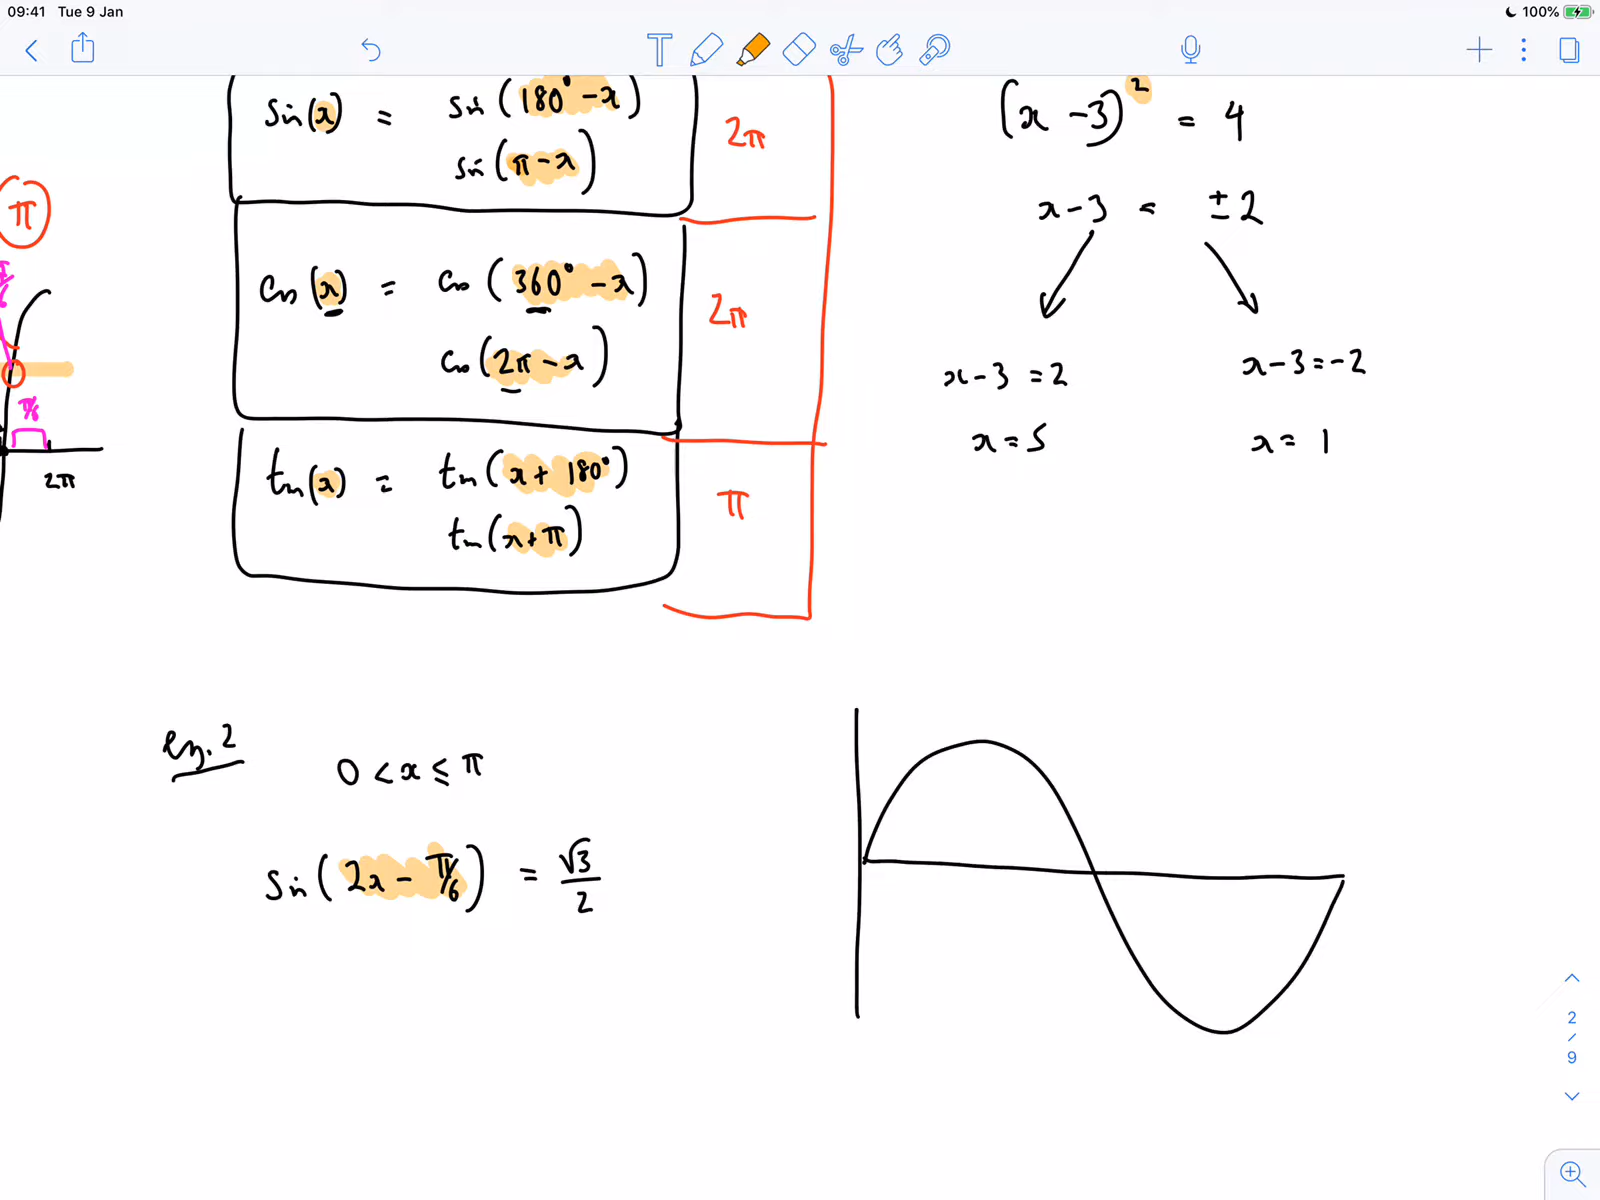 09:41 Tue 9 Jan
100%
sin(x) = sin(180° - x)
sin(π - x)
2π
cos(x) = cos(360° - x)
cos(2π - x)
2π
tan(x) = tan(x + 180°)
tan(x + π)
π
π
π/6
2π
(x - 3)² = 4
x - 3 = ±2
x - 3 = 2
x - 3 = -2
x = 5
x = 1
eg. 2
0 < x ≤ π
sin(2x - π/6) = √3/2
2
/
9